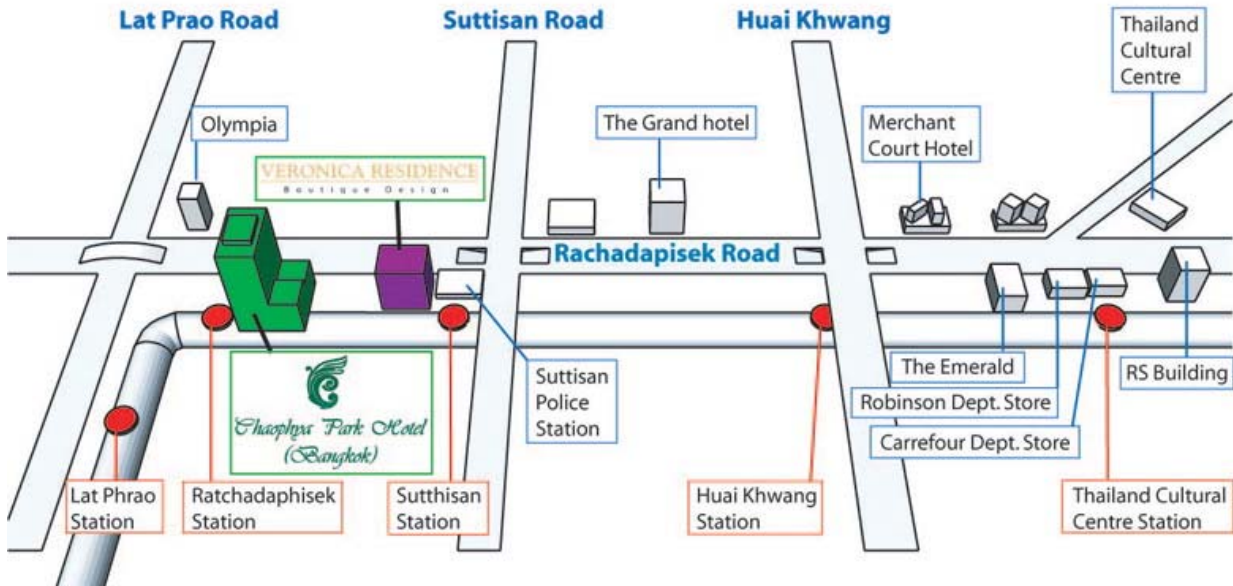 Lat Prao Road
Suttisan Road
Huai Khwang
Thailand
Cultural
Centre
Olympia
The Grand hotel
Merchant
Court Hotel
VERONICA RESIDENCE
Boutique Design
Rachadapisek Road
Chaophya Park Hotel
(Bangkok)
Suttisan
Police
Station
The Emerald
RS Building
Robinson Dept. Store
Carrefour Dept. Store
Lat Phrao
Station
Ratchadaphisek
Station
Sutthisan
Station
Huai Khwang
Station
Thailand Cultural
Centre Station